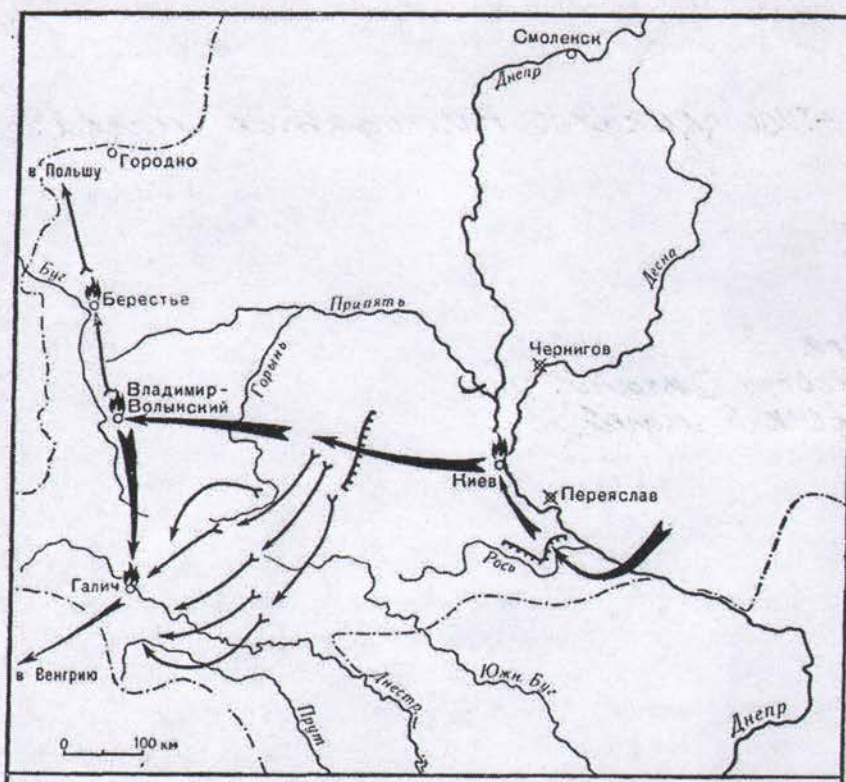 Смоленск
Днепр
Городно
в Польшу
Десна
Буг
Берестье
Припять
Чернигов
Горынь
Владимир-
Волынский
Киев
Переяслав
Рось
Галич
в Венгрию
Южн. Буг
Днестр
Прут
Днепр
0 100 км